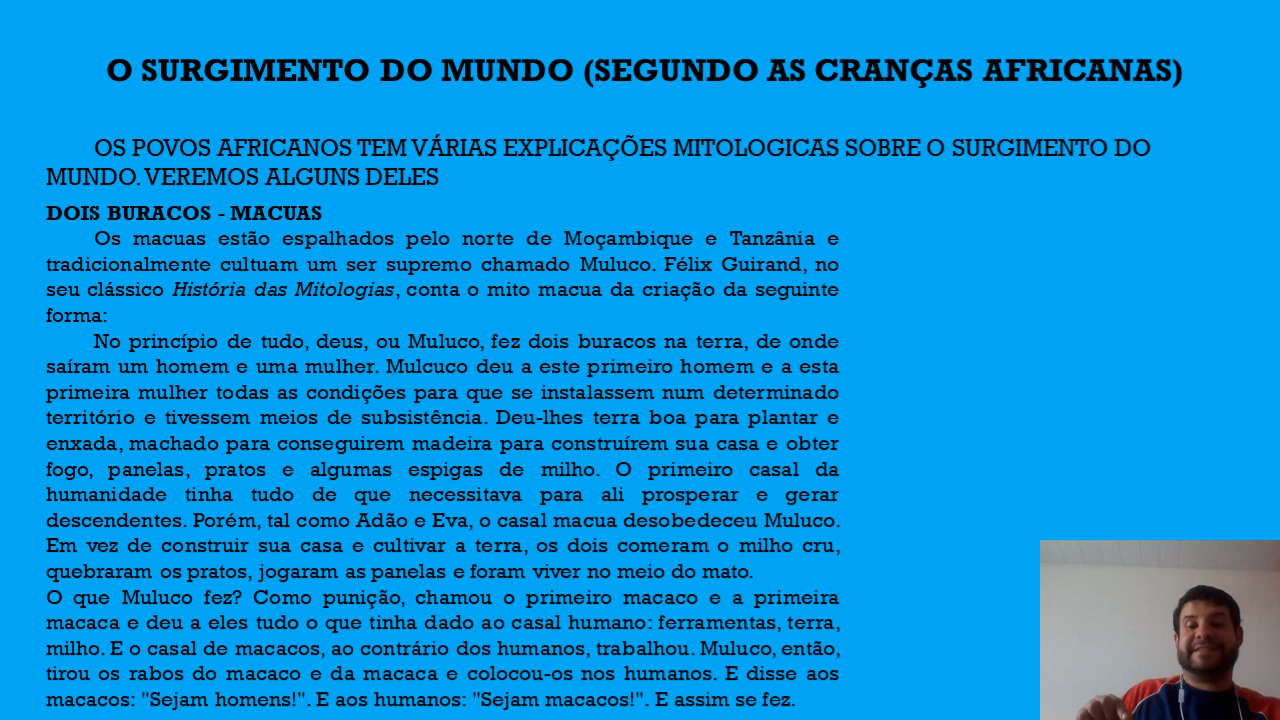 O SURGIMENTO DO MUNDO (SEGUNDO AS CRANÇAS AFRICANAS)
OS POVOS AFRICANOS TEM VÁRIAS EXPLICAÇÕES MITOLOGICAS SOBRE O SURGIMENTO DO
MUNDO. VEREMOS ALGUNS DELES
DOIS BURACOS - MACUAS
Os macuas estão espalhados pelo norte de Moçambique e Tanzânia e
tradicionalmente cultuam um ser supremo chamado Muluco. Félix Guirand, no
seu clássico História das Mitologias, conta o mito macua da criação da seguinte
forma:
No princípio de tudo, deus, ou Muluco, fez dois buracos na terra, de onde
saíram um homem e uma mulher. Mulcuco deu a este primeiro homem e a esta
primeira mulher todas as condições para que se instalassem num determinado
território e tivessem meios de subsistência. Deu-lhes terra boa para plantar e
enxada, machado para conseguirem madeira para construírem sua casa e obter
fogo, panelas, pratos e algumas espigas de milho. O primeiro casal da
humanidade tinha tudo de que necessitava para ali prosperar e gerar
descendentes. Porém, tal como Adão e Eva, o casal macua desobedeceu Muluco.
Em vez de construir sua casa e cultivar a terra, os dois comeram o milho cru,
quebraram os pratos, jogaram as panelas e foram viver no meio do mato.
O que Muluco fez? Como punição, chamou o primeiro macaco e a primeira
macaca e deu a eles tudo o que tinha dado ao casal humano: ferramentas, terra,
milho. E o casal de macacos, ao contrário dos humanos, trabalhou. Muluco, então,
tirou os rabos do macaco e da macaca e colocou-os nos humanos. E disse aos
macacos: "Sejam homens!". E aos humanos: "Sejam macacos!". E assim se fez.